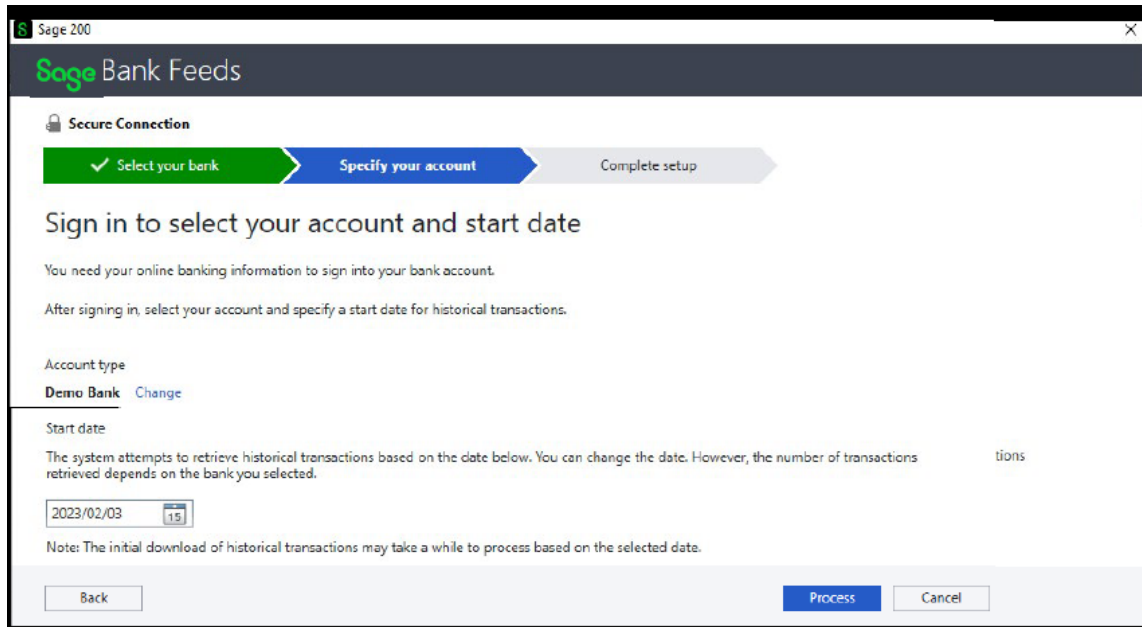 S Sage 200
Sage Bank Feeds
Secure Connection
Select your bank
Specify your account
Complete setup
Sign in to select your account and start date
You need your online banking information to sign into your bank account.
After signing in, select your account and specify a start date for historical transactions.
Account type
Demo Bank Change
Start date
The system attempts to retrieve historical transactions based on the date below. You can change the date. However, the number of transactions tions
retrieved depends on the bank you selected.
2023/02/03 15
Note: The initial download of historical transactions may take a while to process based on the selected date.
Back Process Cancel